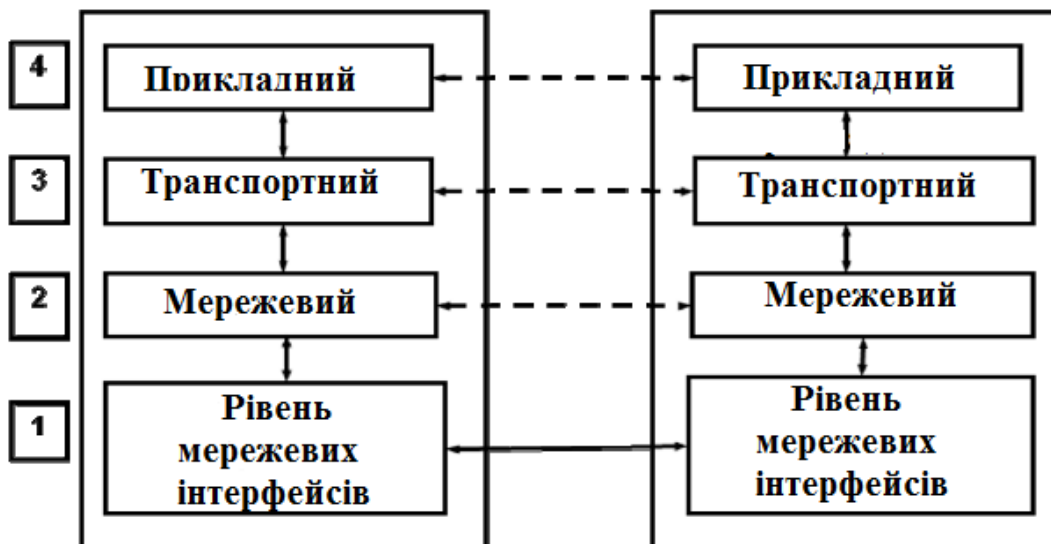 4
Прикладний
Прикладний
3
Транспортний
Транспортний
2
Мережевий
Мережевий
1
Рівень
мережевих
інтерфейсів
Рівень
мережевих
інтерфейсів